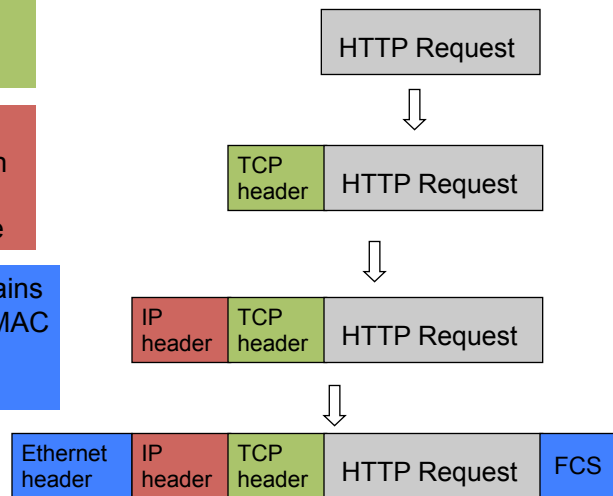 HTTP Request
TCP
header
HTTP Request
IP
header
TCP
header
HTTP Request
MAC
Ethernet
header
IP
header
TCP
header
HTTP Request
FCS